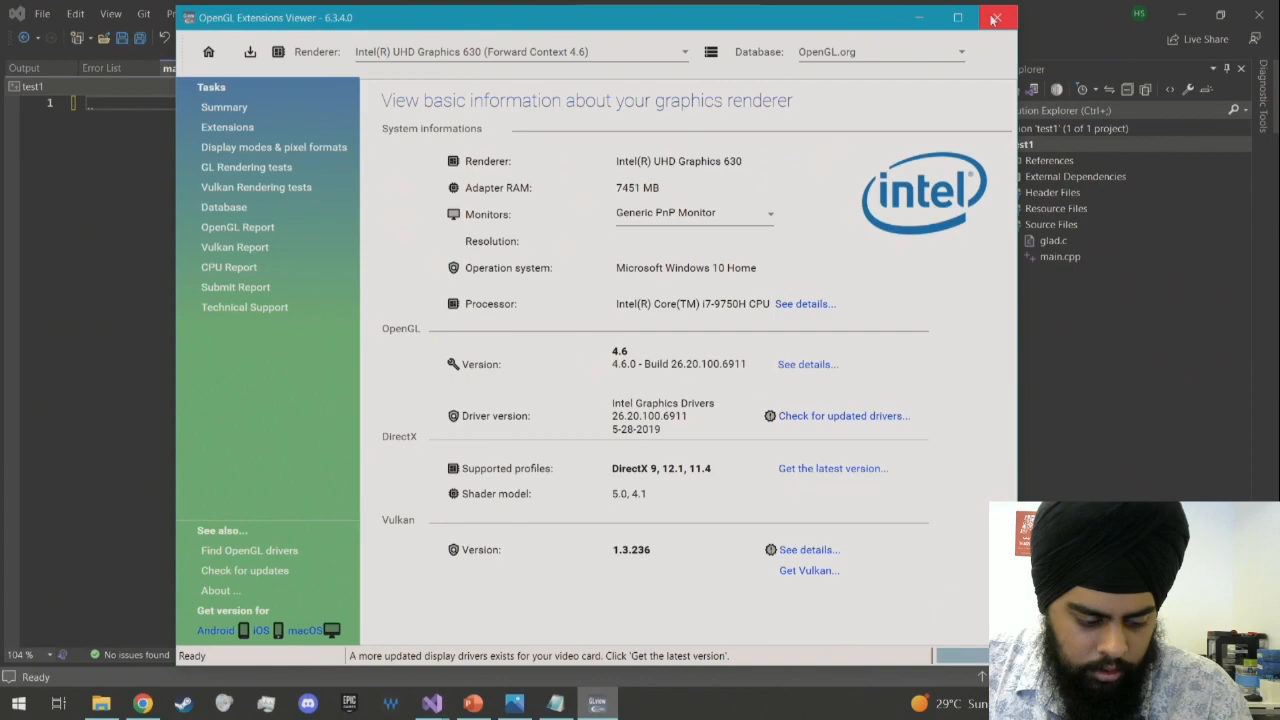 OpenGL Extensions Viewer - 6.3.4.0
HS
Live Share
Renderer: Intel(R) UHD Graphics 630 (Forward Context 4.6) Database: OpenGL.org
Output Error List
test1
1
Tasks
Summary
Extensions
Display modes & pixel formats
GL Rendering tests
Vulkan Rendering tests
Database
OpenGL Report
Vulkan Report
CPU Report
Submit Report
Technical Support
See also...
Find OpenGL drivers
Check for updates
About ...
Get version for
Android iOS macOS
View basic information about your graphics renderer
System informations
Renderer: Intel(R) UHD Graphics 630
Adapter RAM: 7451 MB
Monitors: Generic PnP Monitor
Resolution:
Operation system: Microsoft Windows 10 Home
Processor: Intel(R) Core(TM) i7-9750H CPU See details...
intel
OpenGL
4.6
Version: 4.6.0 - Build 26.20.100.6911 See details...
Intel Graphics Drivers
Driver version: 26.20.100.6911 Check for updated drivers...
5-28-2019
DirectX
Supported profiles: DirectX 9, 12.1, 11.4 Get the latest version...
Shader model: 5.0, 4.1
Vulkan
Version: 1.3.236 See details...
Get Vulkan...
Ready A more updated display drivers exists for your video card. Click 'Get the latest version'.
plorer
ution Explorer (Ctrl+;)
on 'test1' (1 of 1 project)
est1
References
External Dependencies
Header Files
Resource Files
Source Files
glad.c
main.cpp
Diagnostic Tools
104 % No issues found
Ready
EPIC
GLview
29°C Sun